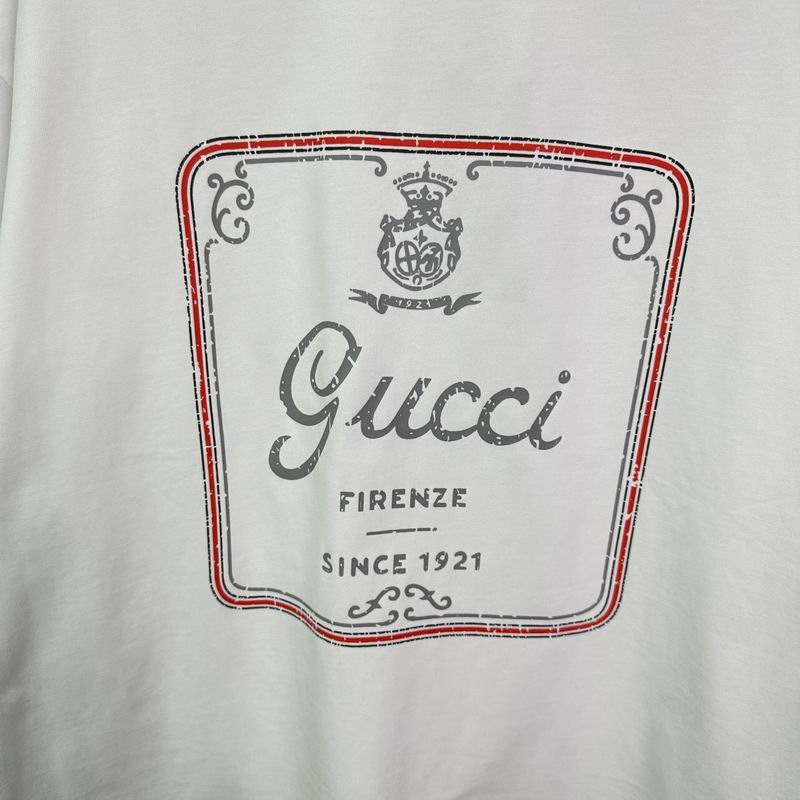 1921
Gucci
FIRENZE
SINCE 1921